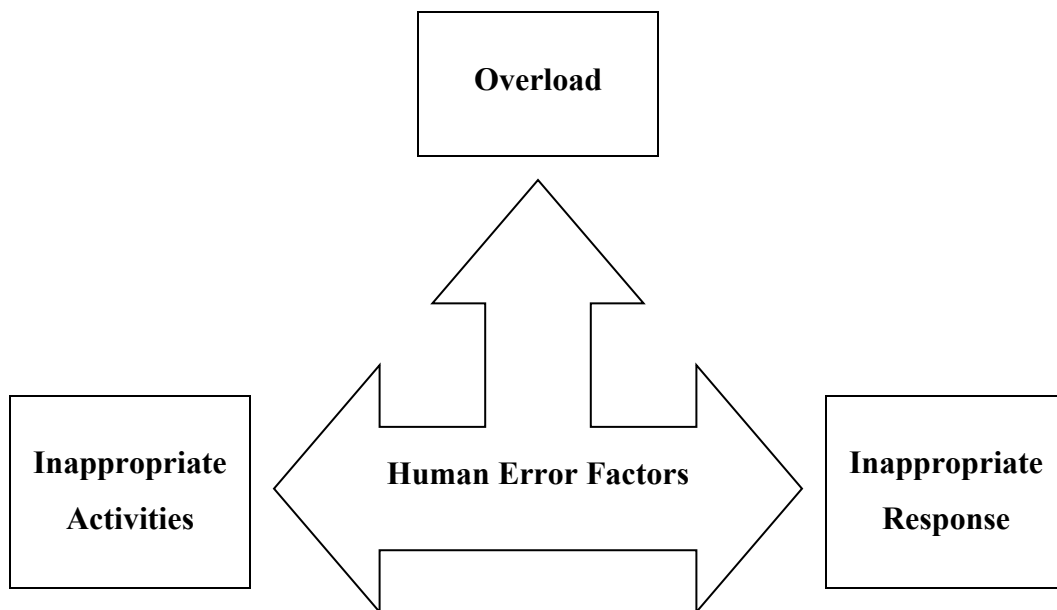 Overload
Inappropriate
Activities
Human Error Factors
Inappropriate
Response